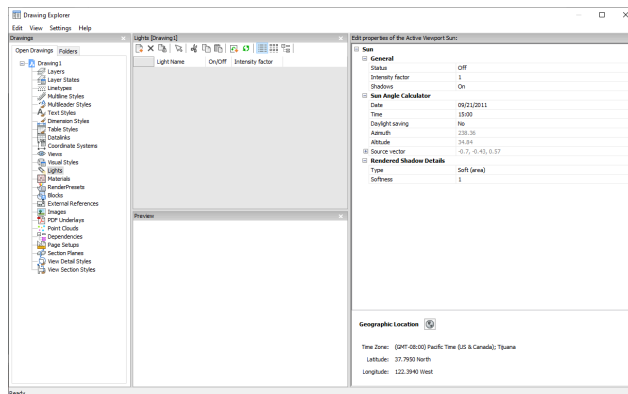 Drawing Explorer
Edit View Settings Help
Drawings
Open Drawings Folders
Drawing1
Layers
Layer States
Linetypes
Multiline Styles
Multileader Styles
Text Styles
Dimension Styles
Table Styles
Datalinks
Coordinate Systems
Views
Visual Styles
Lights
Materials
RenderPresets
Blocks
External References
Images
PDF Underlays
Point Clouds
Dependencies
Page Setups
Section Planes
View Detail Styles
View Section Styles
Lights [Drawing1]
Light Name On/Off Intensity factor
Preview
Edit properties of the Active Viewport Sun:
Sun
General
Status Off
Intensity factor 1
Shadows On
Sun Angle Calculator
Date 09/21/2011
Time 15:00
Daylight saving No
Azimuth 238.36
Altitude 34.84
Source vector -0.7, -0.43, 0.57
Rendered Shadow Details
Type Soft (area)
Softness 1
Geographic Location
Time Zone: (GMT-08:00) Pacific Time (US & Canada); Tijuana
Latitude: 37.7950 North
Longitude: 122.3940 West
Ready